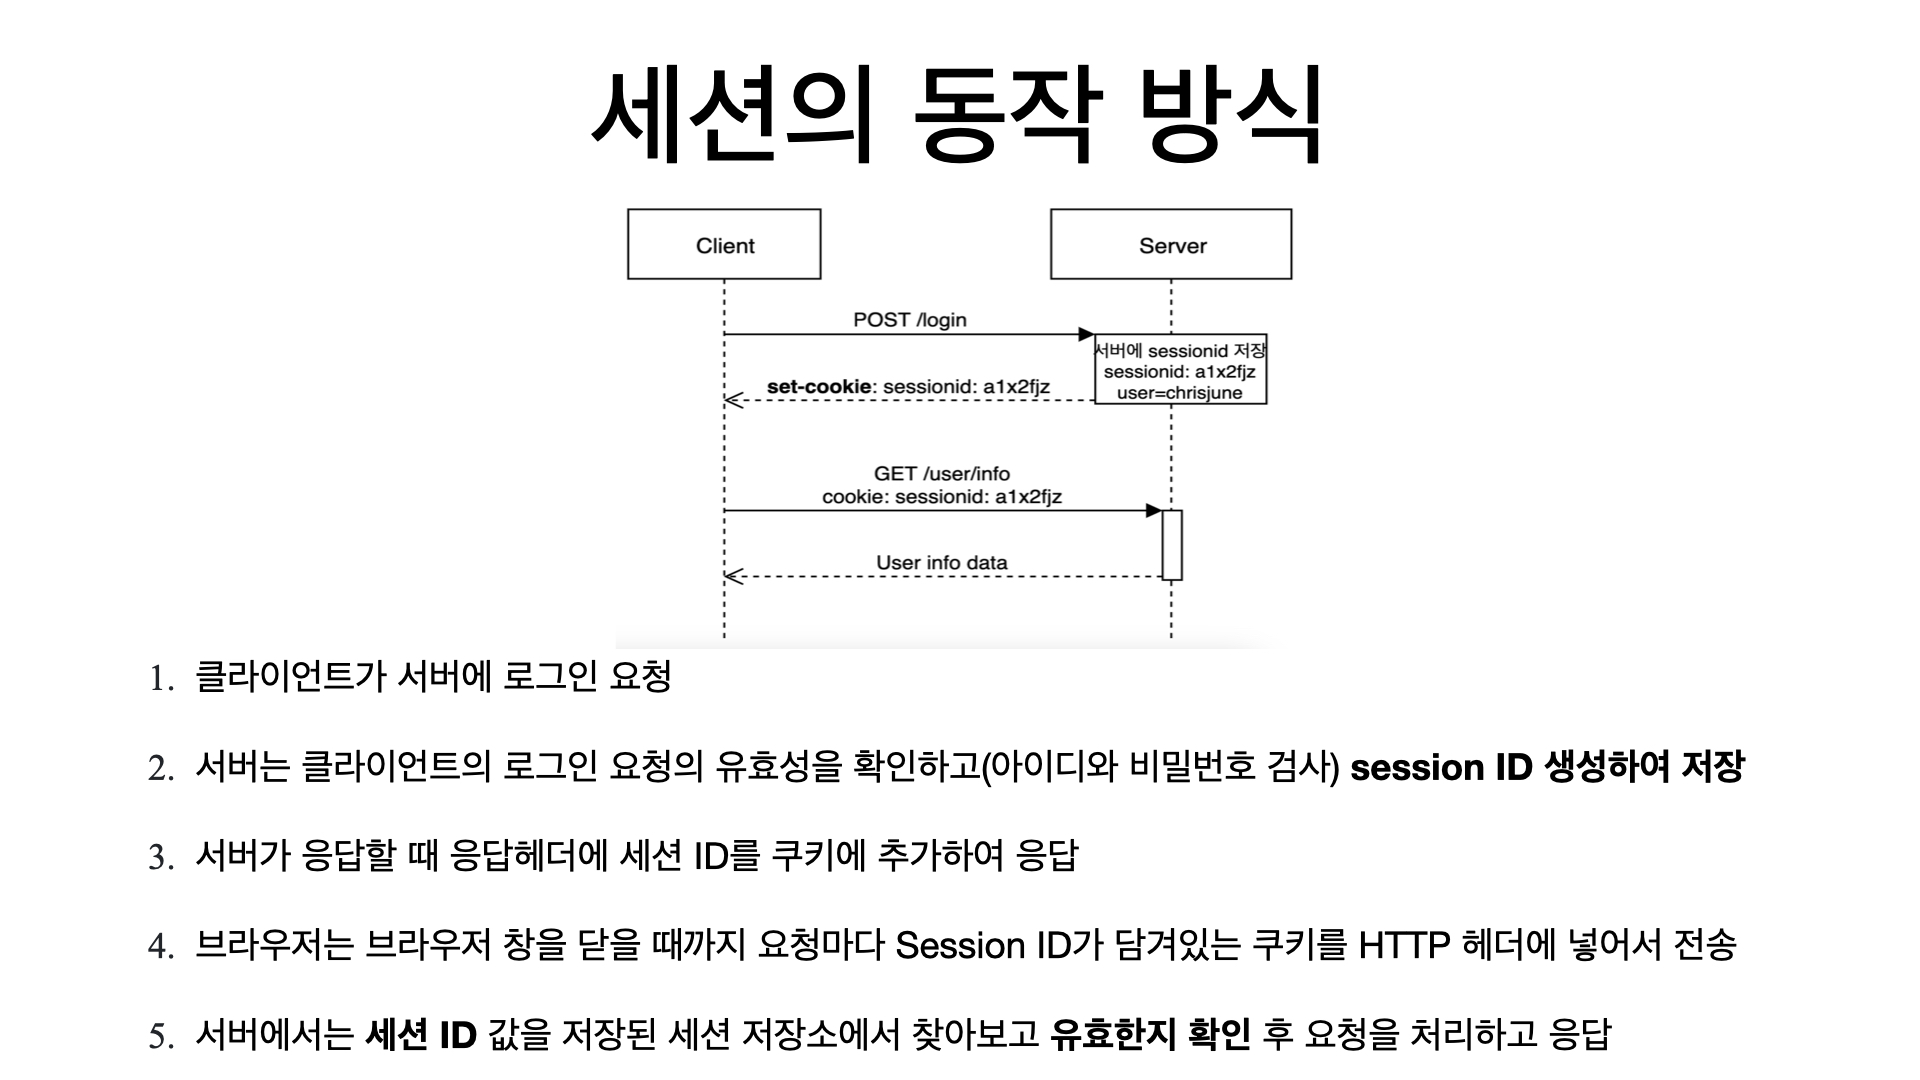 세션의 동작 방식
Client
Server
POST /login
서버에 sessionid 저장
sessionid: a1x2fjz
user=chrisjune
set-cookie: sessionid: a1x2fjz
GET /user/info
cookie: sessionid: a1x2fjz
User info data
1. 클라이언트가 서버에 로그인 요청
2. 서버는 클라이언트의 로그인 요청의 유효성을 확인하고(아이디와 비밀번호 검사) session ID 생성하여 저장
3. 서버가 응답할 때 응답헤더에 세션 ID를 쿠키에 추가하여 응답
4. 브라우저는 브라우저 창을 닫을 때까지 요청마다 Session ID가 담겨있는 쿠키를 HTTP 헤더에 넣어서 전송
5. 서버에서는 세션 ID 값을 저장된 세션 저장소에서 찾아보고 유효한지 확인 후 요청을 처리하고 응답